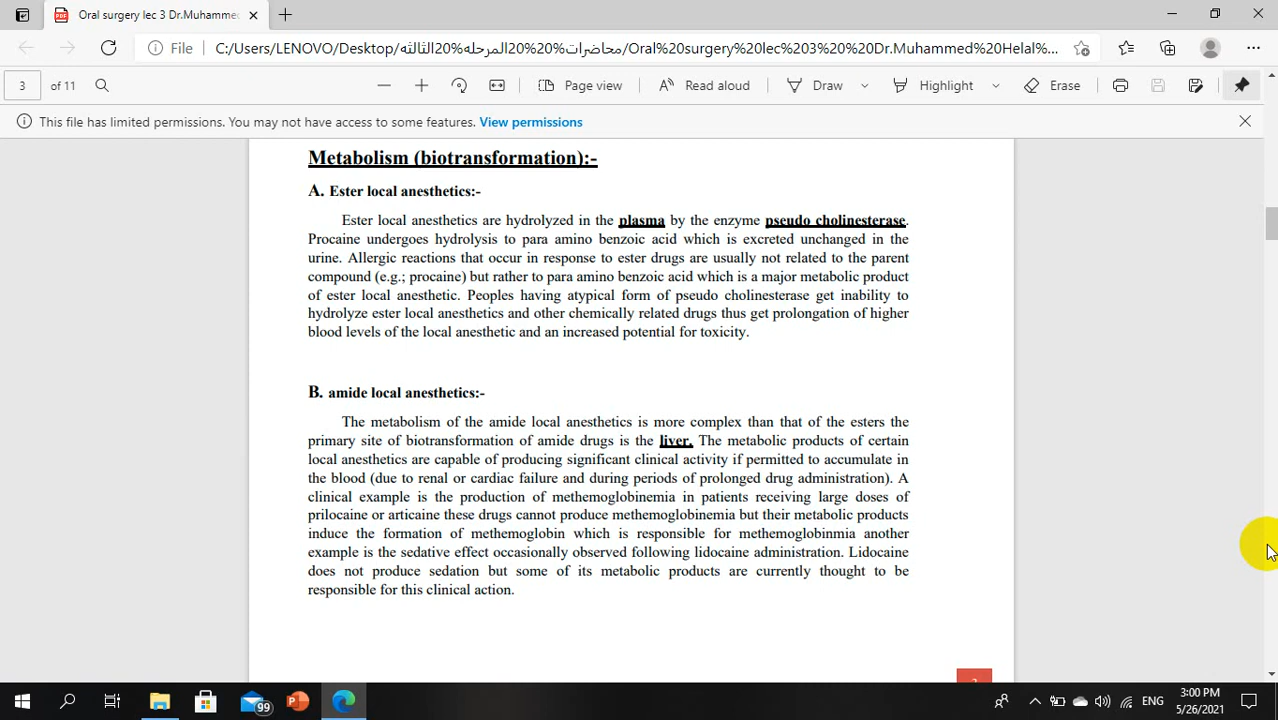 Oral surgery lec 3 Dr.Muhammed
File
C:/Users/LENOVO/Desktop/محاضرات%20%20المرحله%20الثالثه/Oral%20surgery%20lec%203%20%20Dr.Muhammed%20Helal%...
3 of 11
Page view
Read aloud
Draw
Highlight
Erase
This file has limited permissions. You may not have access to some features. View permissions
Metabolism (biotransformation):-
A. Ester local anesthetics:-
Ester local anesthetics are hydrolyzed in the plasma by the enzyme pseudo cholinesterase.
Procaine undergoes hydrolysis to para amino benzoic acid which is excreted unchanged in the
urine. Allergic reactions that occur in response to ester drugs are usually not related to the parent
compound (e.g.; procaine) but rather to para amino benzoic acid which is a major metabolic product
of ester local anesthetic. Peoples having atypical form of pseudo cholinesterase get inability to
hydrolyze ester local anesthetics and other chemically related drugs thus get prolongation of higher
blood levels of the local anesthetic and an increased potential for toxicity.
B. amide local anesthetics:-
The metabolism of the amide local anesthetics is more complex than that of the esters the
primary site of biotransformation of amide drugs is the liver. The metabolic products of certain
local anesthetics are capable of producing significant clinical activity if permitted to accumulate in
the blood (due to renal or cardiac failure and during periods of prolonged drug administration). A
clinical example is the production of methemoglobinemia in patients receiving large doses of
prilocaine or articaine these drugs cannot produce methemoglobinemia but their metabolic products
induce the formation of methemoglobin which is responsible for methemoglobinmia another
example is the sedative effect occasionally observed following lidocaine administration. Lidocaine
does not produce sedation but some of its metabolic products are currently thought to be
responsible for this clinical action.
99
ENG
3:00 PM
5/26/2021